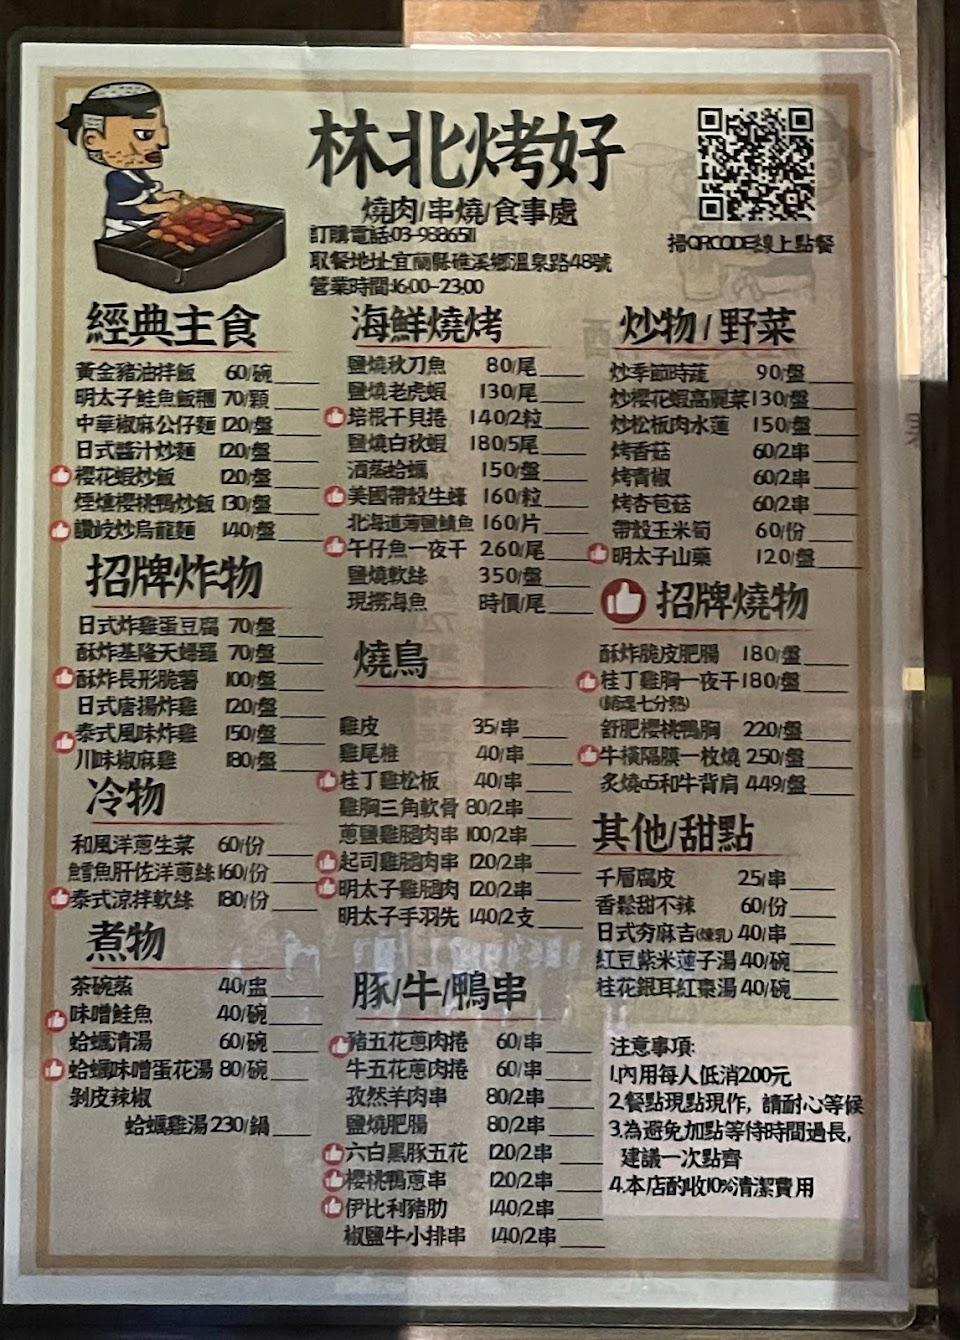 林北烤好
燒肉/串燒/食事處
訂購電話:03-9886511
取餐地址:宜蘭縣礁溪鄉溫泉路48號
營業時間:16:00-23:00
掃QRCODE線上點餐
經典主食
黃金豬油拌飯 60/碗
明太子鮭魚飯糰 70/顆
中華椒麻公仔麵 120/盤
日式醬汁炒麵 120/盤
櫻花蝦炒飯 120/盤
煙燻櫻桃鴨炒飯 130/盤
讚岐炒烏龍麵 140/盤
招牌炸物
日式炸雞蛋豆腐 70/盤
酥炸基隆天婦羅 70/盤
酥炸長形脆薯 100/盤
日式唐揚炸雞 120/盤
泰式風味炸雞 150/盤
川味椒麻雞 180/盤
冷物
和風洋蔥生菜 60/份
鱈魚肝佐洋蔥絲 160/份
泰式涼拌軟絲 180/份
煮物
茶碗蒸 40/盅
味噌鮭魚 40/碗
蛤蠣清湯 60/碗
蛤蠣味噌蛋花湯 80/碗
剝皮辣椒
蛤蠣雞湯 230/鍋
海鮮燒烤
鹽燒秋刀魚 80/尾
鹽燒老虎蝦 130/尾
培根干貝捲 140/2粒
鹽燒白秋蝦 180/5尾
酒蒸蛤蠣 150/盤
美國帶殼生蠔 160/粒
北海道薄鹽鯖魚 160/片
午仔魚一夜干 260/尾
鹽燒軟絲 350/盤
現撈海魚 時價/尾
燒鳥
雞皮 35/串
雞尾椎 40/串
桂丁雞松板 40/串
雞胸三角軟骨 80/2串
蔥鹽雞腿肉串 100/2串
起司雞腿肉串 120/2串
明太子雞腿肉 120/2串
明太子手羽先 140/2支
豚/牛/鴨串
豬五花蔥肉捲 60/串
牛五花蔥肉捲 60/串
孜然羊肉串 80/2串
鹽燒肥腸 80/2串
六白黑豚五花 120/2串
櫻桃鴨蔥串 120/2串
伊比利豬肋 140/2串
椒鹽牛小排串 140/2串
炒物/野菜
炒季節時蔬 90/盤
炒櫻花蝦高麗菜 130/盤
炒松板肉水蓮 150/盤
烤香菇 60/2串
烤青椒 60/2串
烤杏苞菇 60/2串
帶殼玉米筍 60/份
明太子山藥 120/盤
招牌燒物
酥炸脆皮肥腸 180/盤
桂丁雞胸一夜干 180/盤
(銷魂七分熟)
舒肥櫻桃鴨胸 220/盤
牛橫隔膜一枚燒 250/盤
炙燒a5和牛背肩 449/盤
其他/甜點
千層腐皮 25/串
香鬆甜不辣 60/份
日式夯麻吉(煉乳) 40/串
紅豆紫米蓮子湯 40/碗
桂花銀耳紅棗湯 40/碗
注意事項:
1.內用每人低消200元
2.餐點現點現作,請耐心等候
3.為避免加點等待時間過長,
建議一次點齊
4.本店酌收10%清潔費用